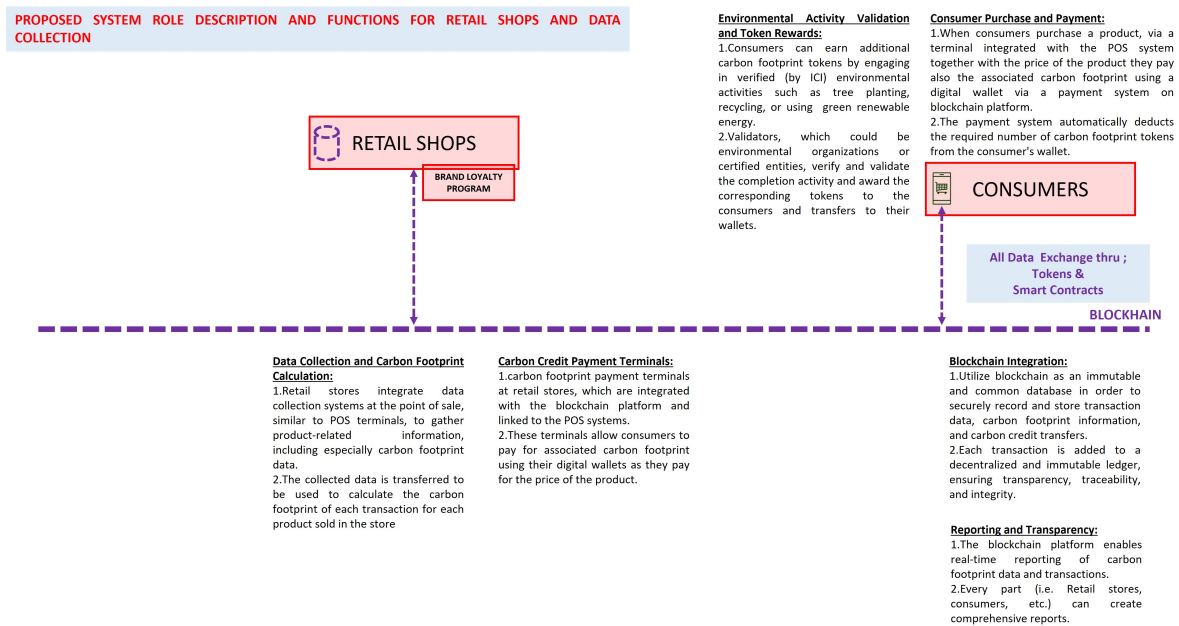 PROPOSED SYSTEM ROLE DESCRIPTION AND FUNCTIONS FOR RETAIL SHOPS AND DATA
COLLECTION
Environmental Activity Validation
and Token Rewards:
1.Consumers can earn additional
carbon footprint tokens by engaging
in verified (by ICI) environmental
activities such as tree planting,
recycling, or using green renewable
energy.
2.Validators, which could be
environmental organizations or
certified entities, verify and validate
the completion activity and award the
corresponding tokens to the
consumers and transfers to their
wallets.
Consumer Purchase and Payment:
1.When consumers purchase a product, via a
terminal integrated with the POS system
together with the price of the product they pay
also the associated carbon footprint using a
digital wallet via a payment system on
blockchain platform.
2.The payment system automatically deducts
the required number of carbon footprint tokens
from the consumer's wallet.
RETAIL SHOPS
BRAND LOYALTY
PROGRAM
CONSUMERS
All Data Exchange thru ;
Tokens &
Smart Contracts
BLOCKCHAIN
Data Collection and Carbon Footprint
Calculation:
1.Retail stores integrate data
collection systems at the point of sale,
similar to POS terminals, to gather
product-related information,
including especially carbon footprint
data.
2.The collected data is transferred to
be used to calculate the carbon
footprint of each transaction for each
product sold in the store
Carbon Credit Payment Terminals:
1.carbon footprint payment terminals
at retail stores, which are integrated
with the blockchain platform and
linked to the POS systems.
2.These terminals allow consumers to
pay for associated carbon footprint
using their digital wallets as they pay
for the price of the product.
Blockchain Integration:
1.Utilize blockchain as an immutable
and common database in order to
securely record and store transaction
data, carbon footprint information,
and carbon credit transfers.
2.Each transaction is added to a
decentralized and immutable ledger,
ensuring transparency, traceability,
and integrity.
Reporting and Transparency:
1.The blockchain platform enables
real-time reporting of carbon
footprint data and transactions.
2.Every part (i.e. Retail stores,
consumers, etc.) can create
comprehensive reports.